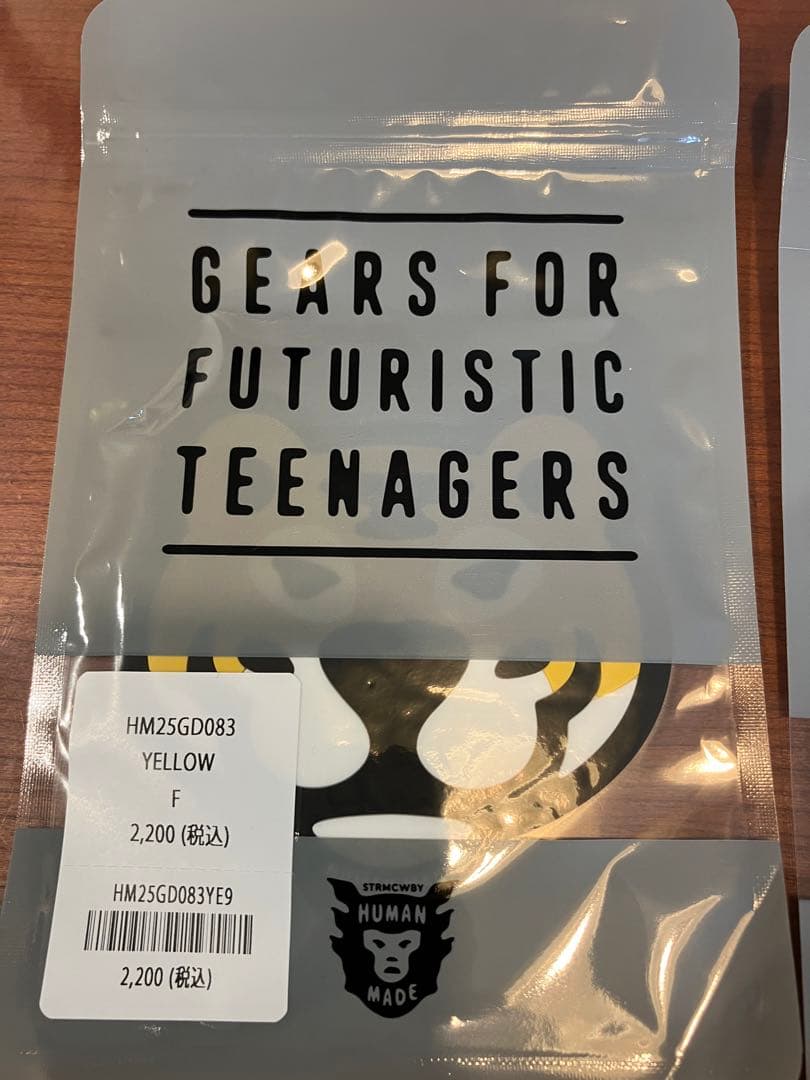 GEARS FOR
FUTURISTIC
TEENAGERS
HM25GD083
YELLOW
F
2,200 (税込)
HM25GD083YE9
2,200 (税込)
STRMCWBY
HUMAN
MADE